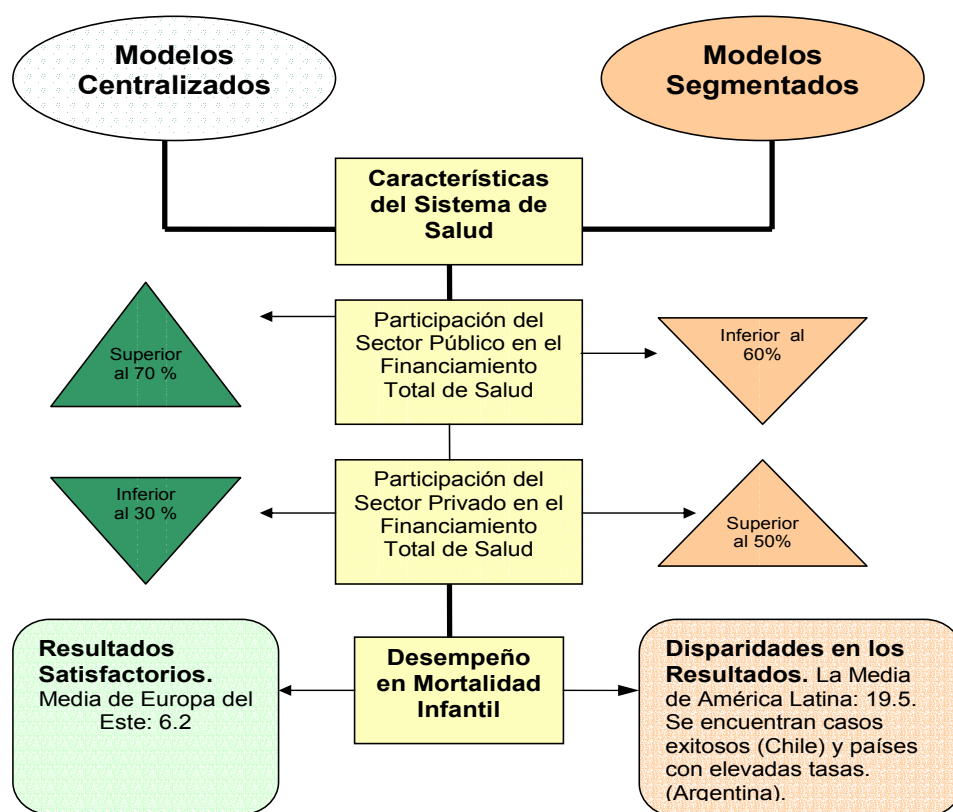 Modelos
Centralizados
Modelos
Segmentados
Características
del Sistema de
Salud
Superior
al 70 %
Participación del
Sector Público en el
Financiamiento
Total de Salud
Inferior al
60%
Inferior
al 30 %
Participación del
Sector Privado en el
Financiamiento
Total de Salud
Superior
al 50%
Resultados
Satisfactorios.
Media de Europa del
Este: 6.2
Desempeño
en Mortalidad
Infantil
Disparidades en los
Resultados. La Media
de América Latina: 19.5.
Se encuentran casos
exitosos (Chile) y países
con elevadas tasas.
(Argentina).